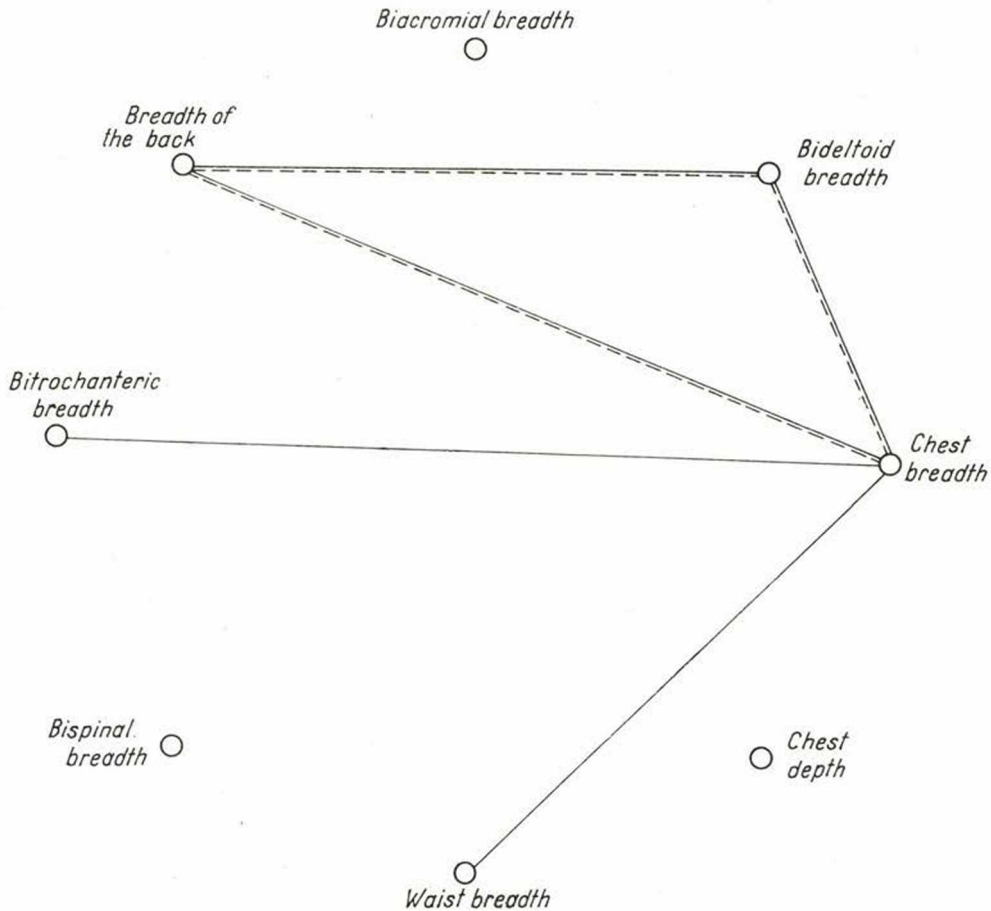 Biacromial breadth
Breadth of
the back
Bideltoid
breadth
Bitrochanteric
breadth
Chest
breadth
Bispinal.
breadth
Chest
depth
Waist breadth